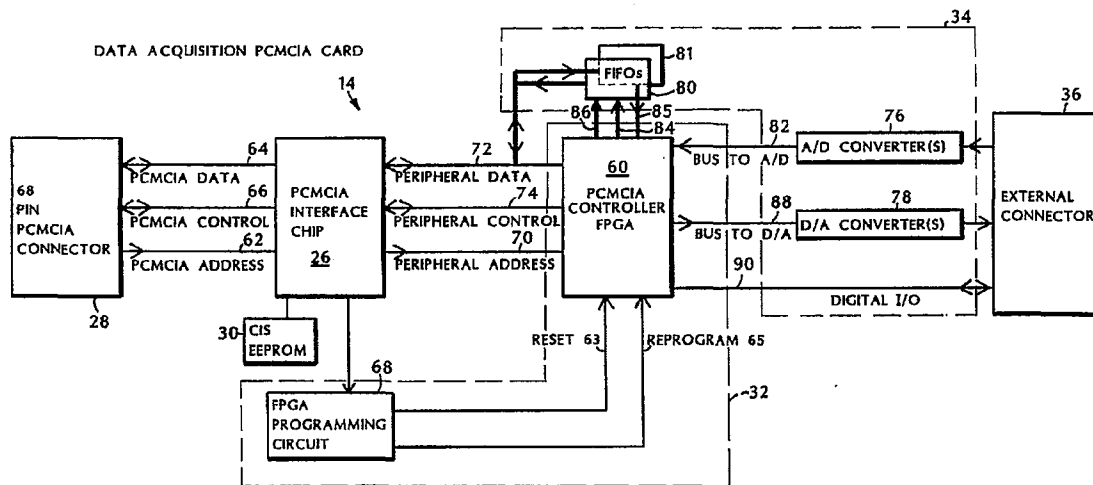 DATA ACQUISITION PCMCIA CARD
14
34
81
FIFOs
80
86
85
84
36
68
PIN
PCMCIA
CONNECTOR
28
64
PCMCIA DATA
66
PCMCIA CONTROL
62
PCMCIA ADDRESS
PCMCIA
INTERFACE
CHIP
26
72
PERIPHERAL DATA
74
PERIPHERAL CONTROL
70
PERIPHERAL ADDRESS
60
PCMCIA
CONTROLLER
FPGA
82
BUS TO A/D
76
A/D CONVERTER(S)
88
BUS TO D/A
78
D/A CONVERTER(S)
90
DIGITAL I/O
EXTERNAL
CONNECTOR
30
CIS
EEPROM
RESET 63
REPROGRAM 65
68
FPGA
PROGRAMMING
CIRCUIT
32